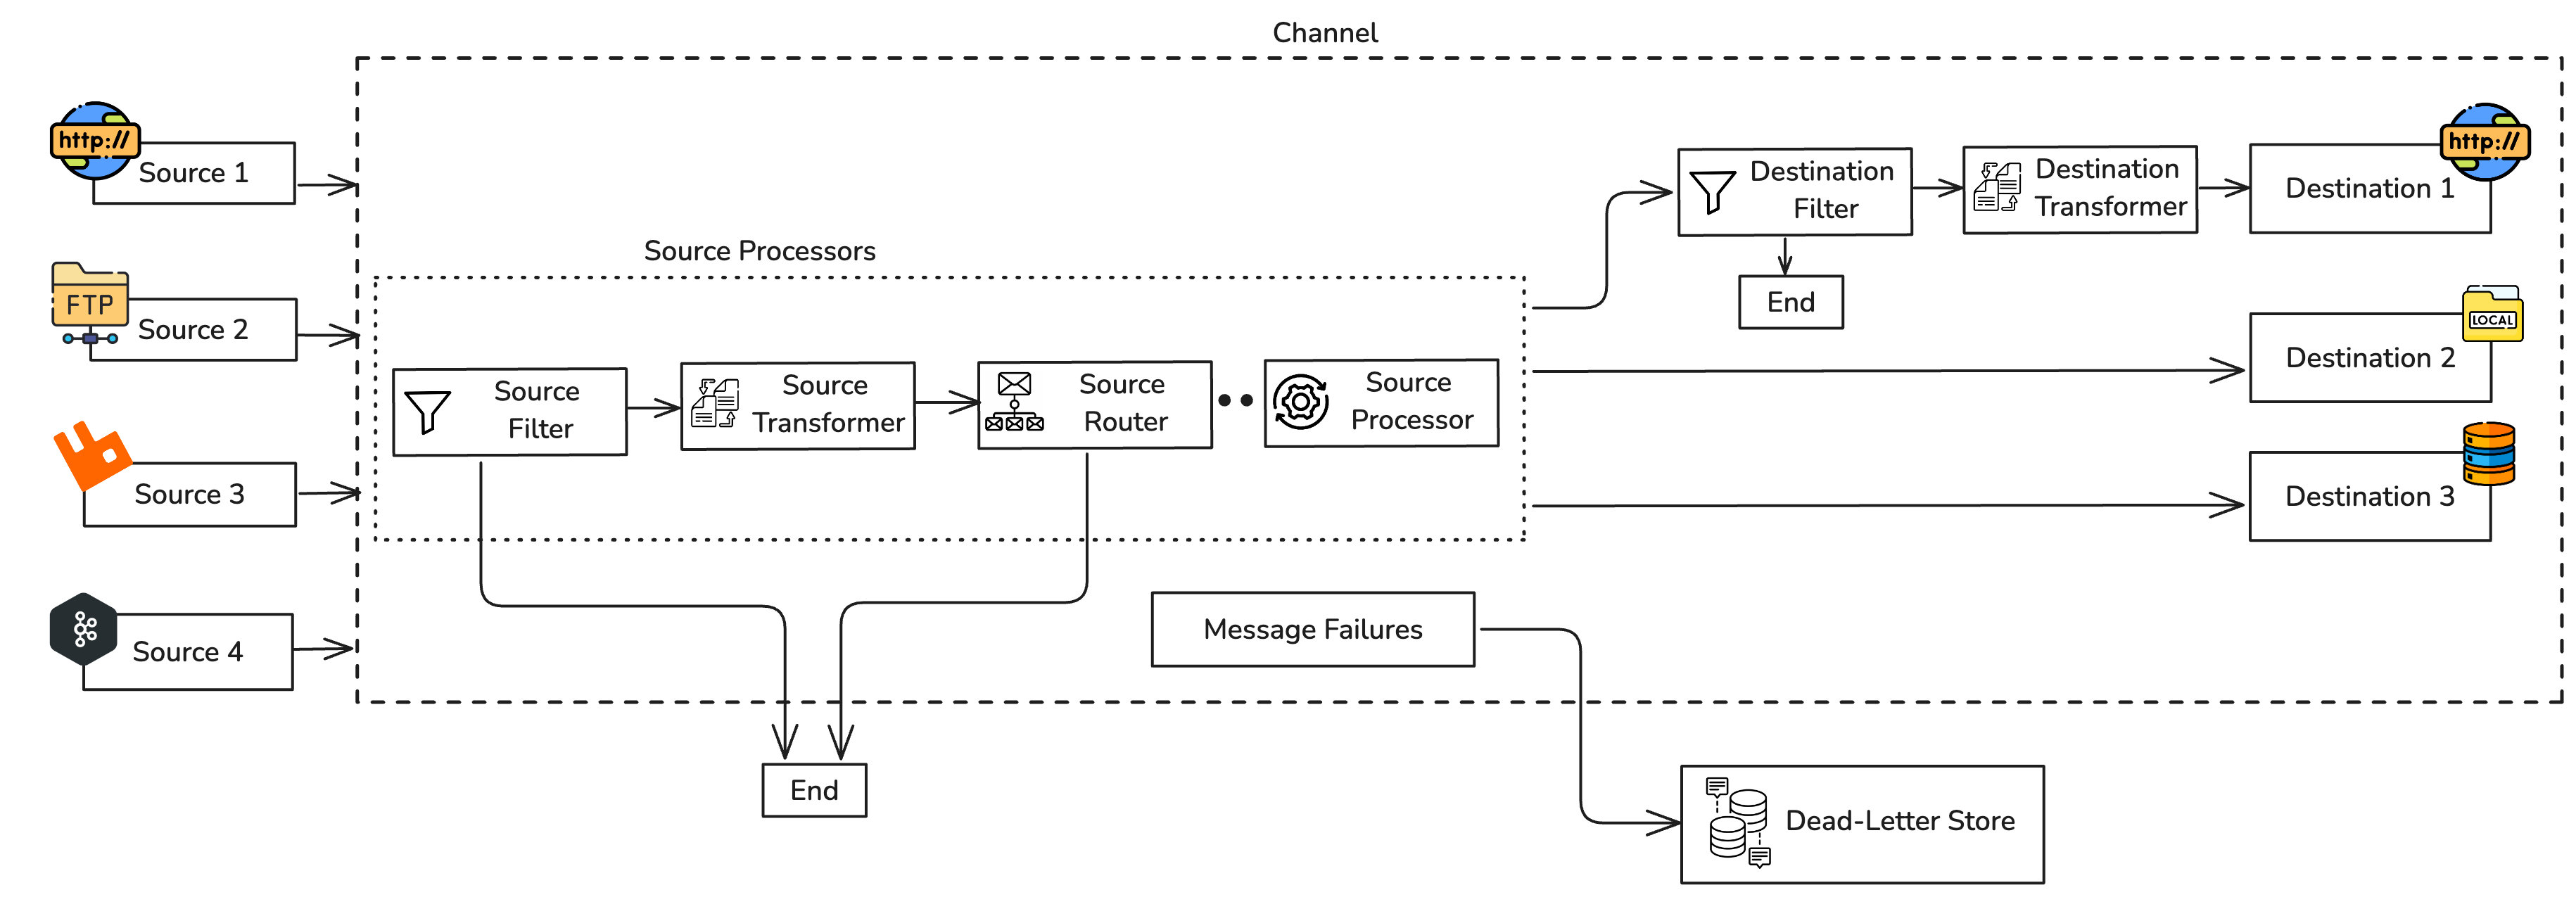 Channel
http://
Source 1
FTP
Source 2
Source 3
Source 4
Source Processors
Source
Filter
Source
Transformer
Source
Router
Source
Processor
Destination
Filter
Destination
Transformer
http://
Destination 1
End
LOCAL
Destination 2
Destination 3
Message Failures
End
Dead-Letter Store